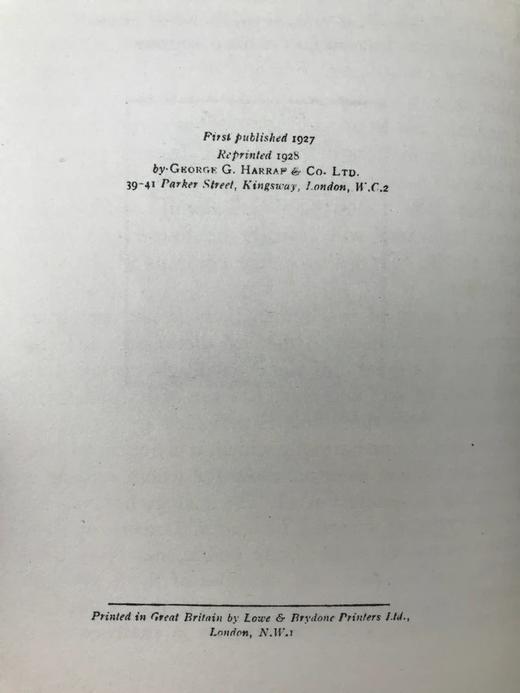 First published 1927
Reprinted 1928
by GEORGE G. HARRAP & CO. LTD.
39-41 Parker Street, Kingsway, London, W.C.2
Printed in Great Britain by Lowe & Brydone Printers Ltd.,
London, N.W.1